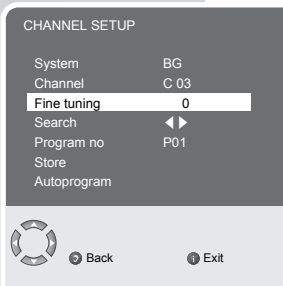 CHANNEL SETUP
System BG
Channel C 03
Fine tuning 0
Search
Program no P01
Store
Autoprogram
Back i Exit